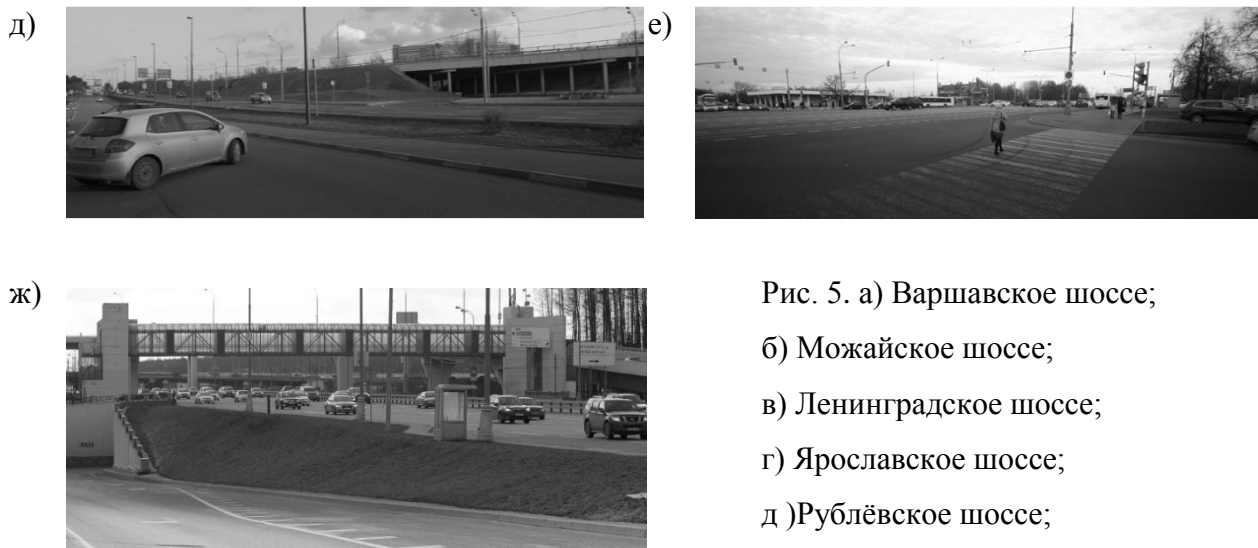 д)
е)
ж)
Рис. 5. а) Варшавское шоссе;
б) Можайское шоссе;
в) Ленинградское шоссе;
г) Ярославское шоссе;
д )Рублёвское шоссе;